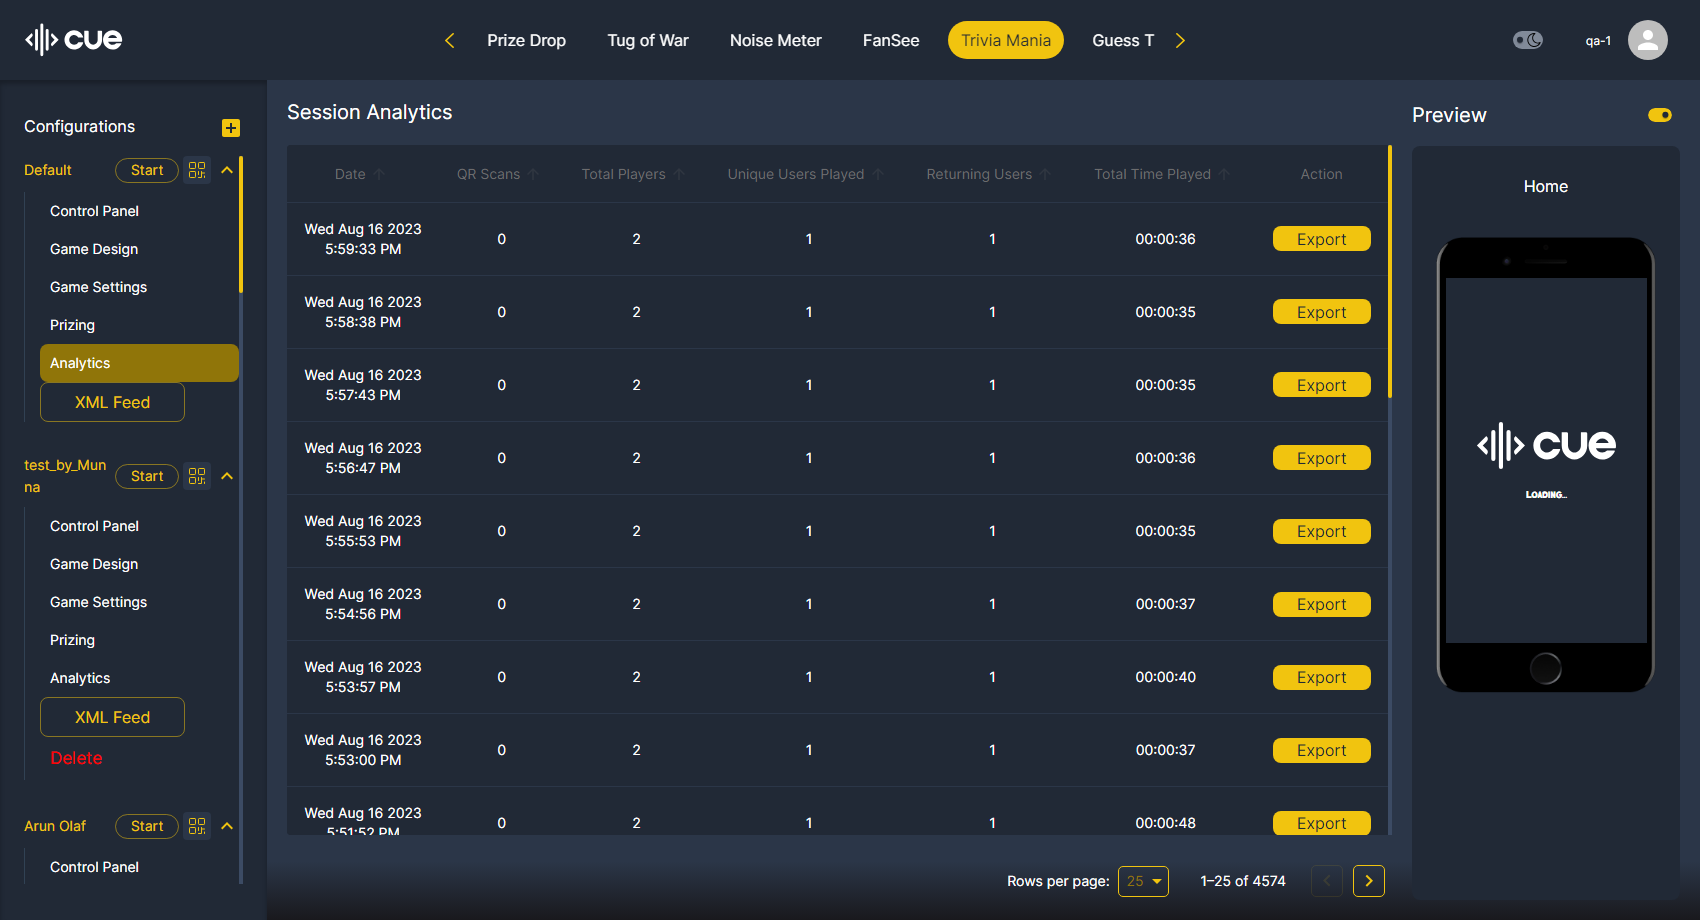 cue
Prize Drop
Tug of War
Noise Meter
FanSee
Trivia Mania
Guess T
qa-1
Configurations
Default
Start
Control Panel
Game Design
Game Settings
Prizing
Analytics
XML Feed
test_by_Mun
na
Start
Control Panel
Game Design
Game Settings
Prizing
Analytics
XML Feed
Delete
Arun Olaf
Start
Control Panel
Session Analytics
Date QR Scans Total Players Unique Users Played Returning Users Total Time Played Action
Wed Aug 16 2023
5:59:33 PM
0 2 1 1 00:00:36 Export
Wed Aug 16 2023
5:58:38 PM
0 2 1 1 00:00:35 Export
Wed Aug 16 2023
5:57:43 PM
0 2 1 1 00:00:35 Export
Wed Aug 16 2023
5:56:47 PM
0 2 1 1 00:00:36 Export
Wed Aug 16 2023
5:55:53 PM
0 2 1 1 00:00:35 Export
Wed Aug 16 2023
5:54:56 PM
0 2 1 1 00:00:37 Export
Wed Aug 16 2023
5:53:57 PM
0 2 1 1 00:00:40 Export
Wed Aug 16 2023
5:53:00 PM
0 2 1 1 00:00:37 Export
Wed Aug 16 2023
5:51:52 PM
0 2 1 1 00:00:48 Export
Rows per page: 25 1–25 of 4574
Preview
Home
cue
LOADING...